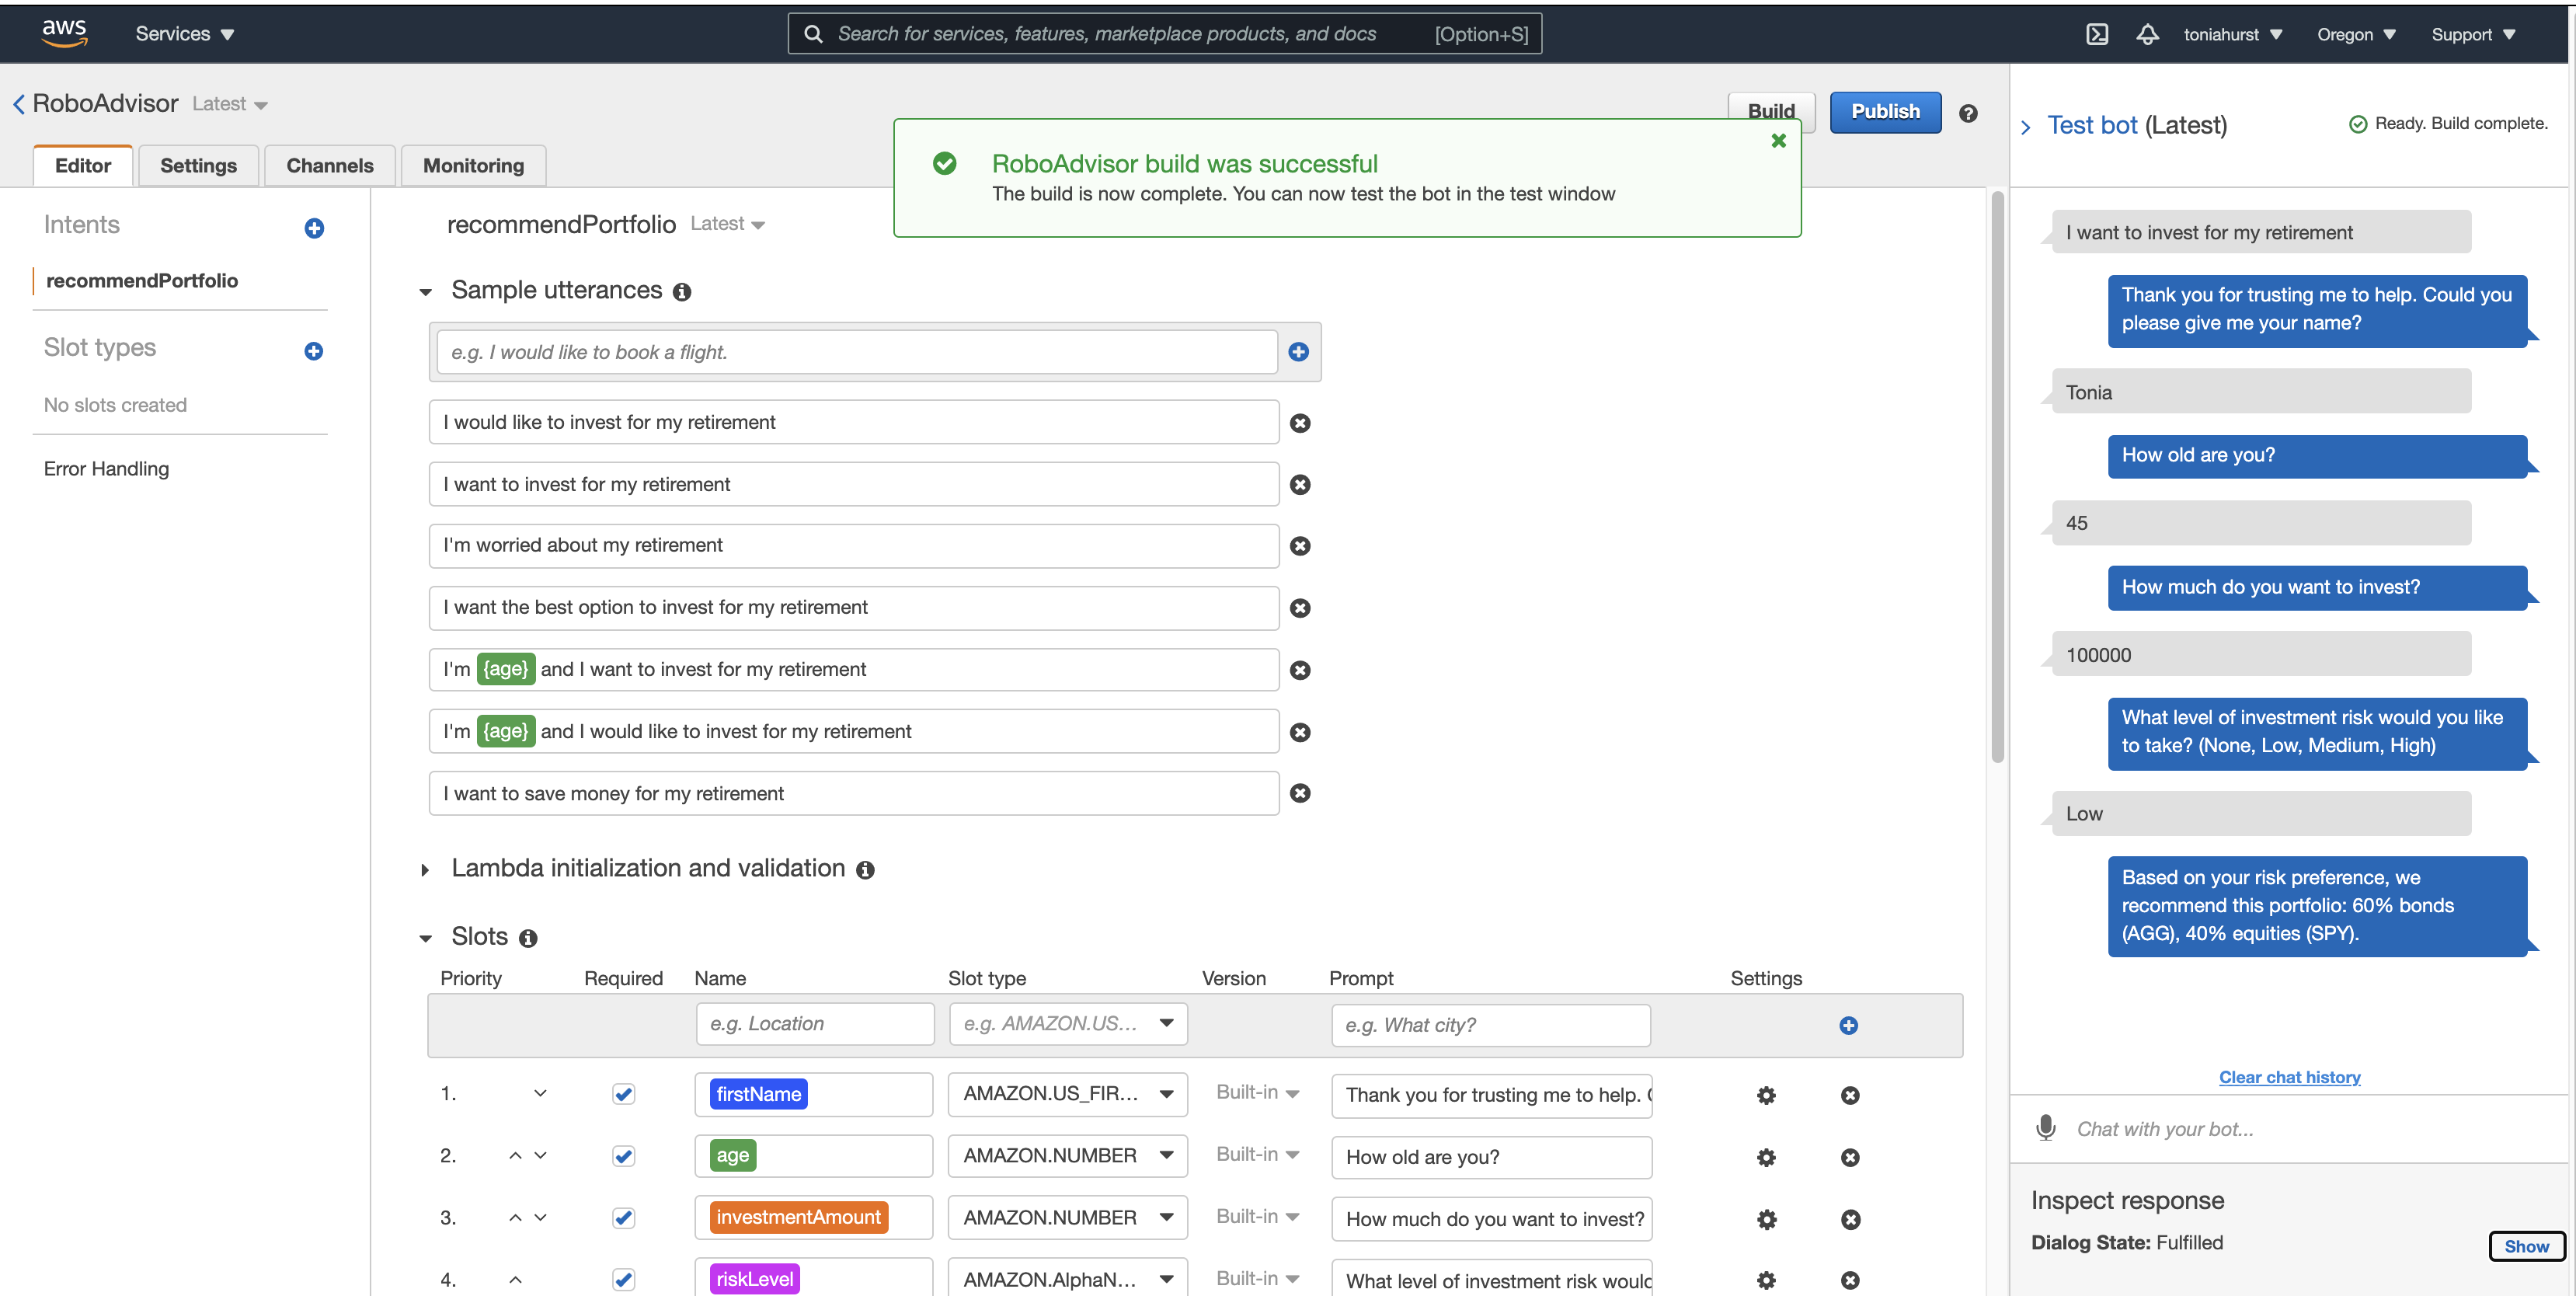 aws
Services
Search for services, features, marketplace products, and docs [Option+S]
toniahurst
Oregon
Support
RoboAdvisor Latest
Build
Publish
Editor
Settings
Channels
Monitoring
RoboAdvisor build was successful
The build is now complete. You can now test the bot in the test window
Intents
recommendPortfolio
Slot types
No slots created
Error Handling
recommendPortfolio Latest
Sample utterances
e.g. I would like to book a flight.
I would like to invest for my retirement
I want to invest for my retirement
I'm worried about my retirement
I want the best option to invest for my retirement
I'm {age} and I want to invest for my retirement
I'm {age} and I would like to invest for my retirement
I want to save money for my retirement
Lambda initialization and validation
Slots
Priority Required Name Slot type Version Prompt Settings
e.g. Location e.g. AMAZON.US... e.g. What city?
1. firstName AMAZON.US_FIR... Built-in Thank you for trusting me to help.
2. age AMAZON.NUMBER Built-in How old are you?
3. investmentAmount AMAZON.NUMBER Built-in How much do you want to invest?
4. riskLevel AMAZON.AlphaN... Built-in What level of investment risk would
Test bot (Latest)
Ready. Build complete.
I want to invest for my retirement
Thank you for trusting me to help. Could you
please give me your name?
Tonia
How old are you?
45
How much do you want to invest?
100000
What level of investment risk would you like
to take? (None, Low, Medium, High)
Low
Based on your risk preference, we
recommend this portfolio: 60% bonds
(AGG), 40% equities (SPY).
Clear chat history
Chat with your bot...
Inspect response
Dialog State: Fulfilled
Show